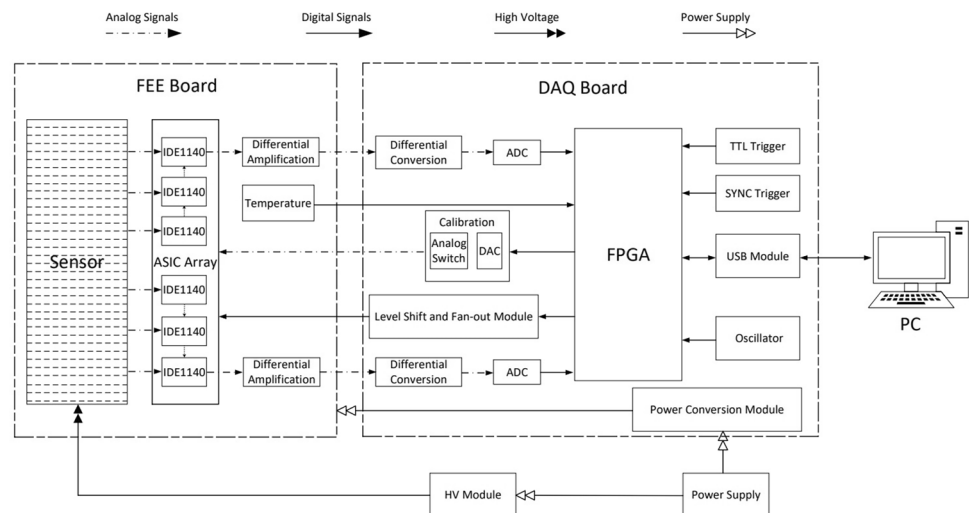 Analog Signals
Digital Signals
High Voltage
Power Supply
FEE Board
DAQ Board
Sensor
IDE1140
IDE1140
IDE1140
ASIC Array
IDE1140
IDE1140
IDE1140
Differential
Amplification
Differential
Conversion
ADC
Temperature
Calibration
Analog
Switch
DAC
Level Shift and Fan-out Module
Differential
Amplification
Differential
Conversion
ADC
FPGA
TTL Trigger
SYNC Trigger
USB Module
Oscillator
PC
Power Conversion Module
HV Module
Power Supply